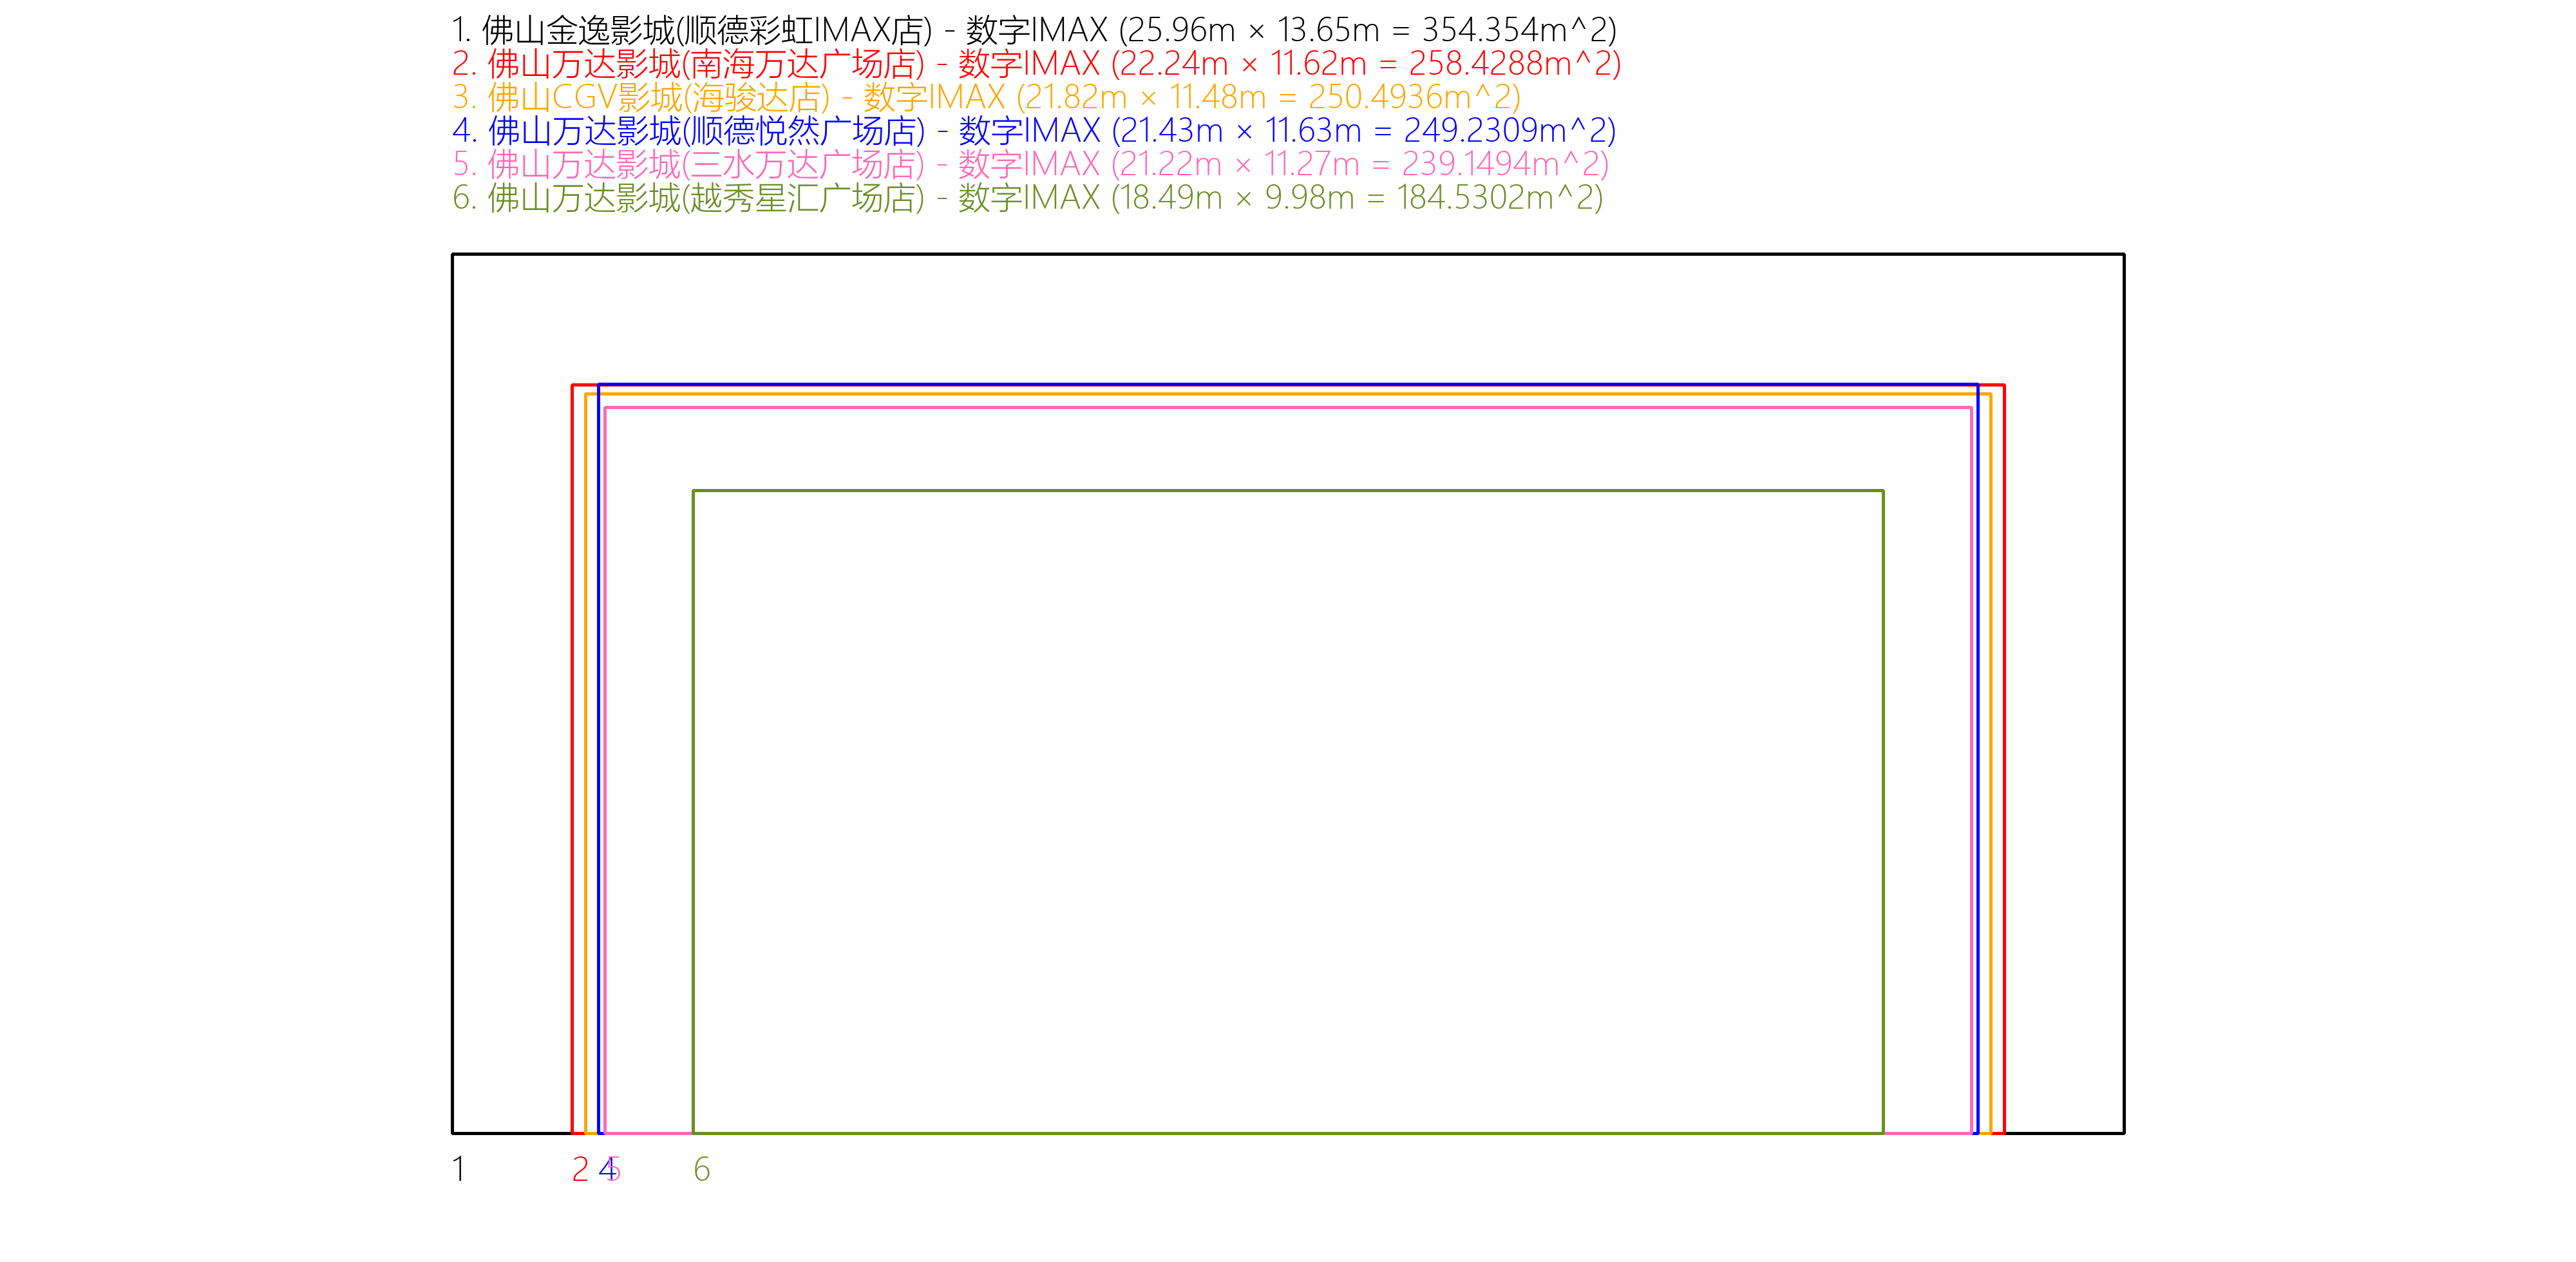 1. 佛山金逸影城(顺德彩虹IMAX店) - 数字IMAX (25.96m × 13.65m = 354.354m^2)
2. 佛山万达影城(南海万达广场店) - 数字IMAX (22.24m × 11.62m = 258.4288m^2)
3. 佛山CGV影城(海骏达店) - 数字IMAX (21.82m × 11.48m = 250.4936m^2)
4. 佛山万达影城(顺德悦然广场店) - 数字IMAX (21.43m × 11.63m = 249.2309m^2)
5. 佛山万达影城(三水万达广场店) - 数字IMAX (21.22m × 11.27m = 239.1494m^2)
6. 佛山万达影城(越秀星汇广场店) - 数字IMAX (18.49m × 9.98m = 184.5302m^2)
1 2 4 5 6